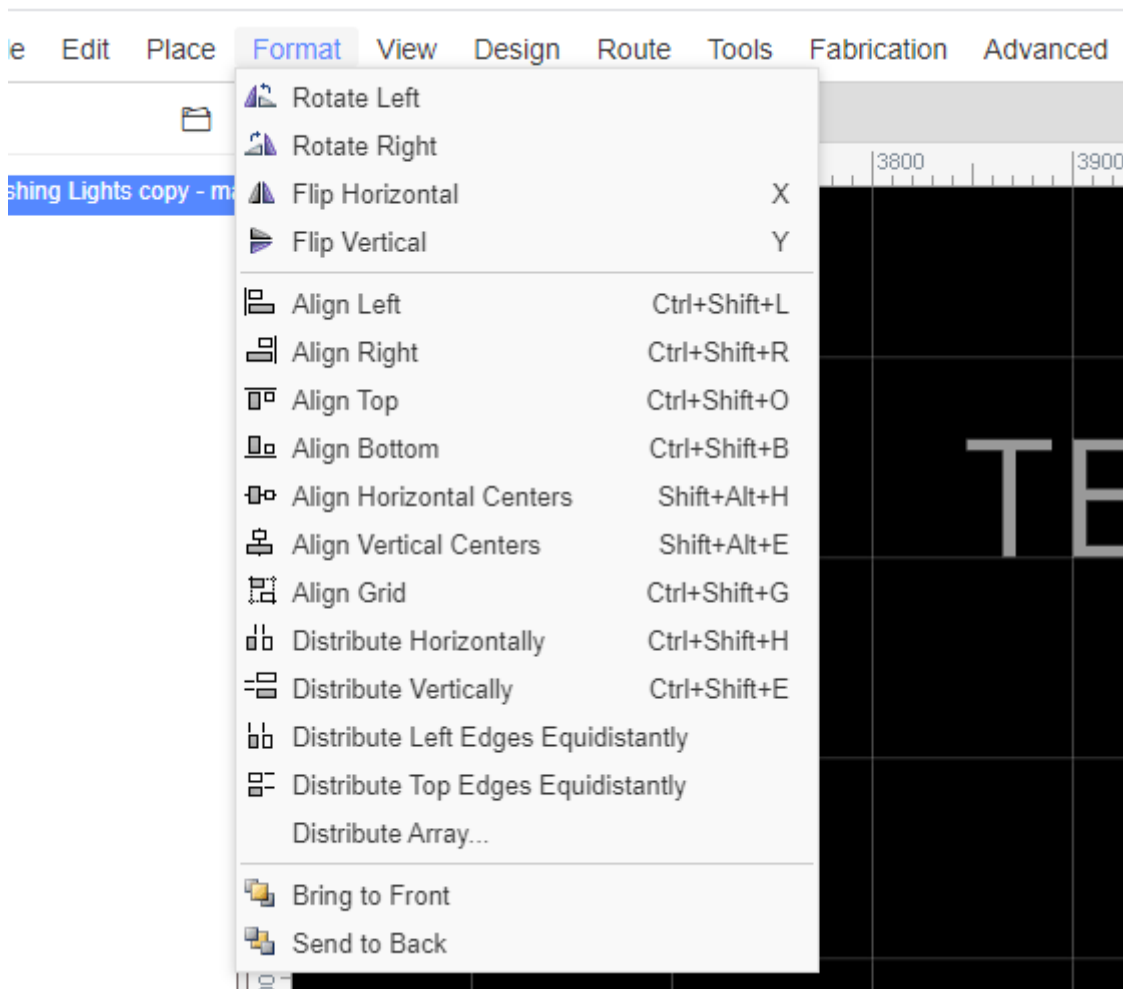 le Edit Place Format View Design Route Tools Fabrication Advanced
shing Lights copy - ma
Rotate Left
Rotate Right
Flip Horizontal X
Flip Vertical Y
Align Left Ctrl+Shift+L
Align Right Ctrl+Shift+R
Align Top Ctrl+Shift+O
Align Bottom Ctrl+Shift+B
Align Horizontal Centers Shift+Alt+H
Align Vertical Centers Shift+Alt+E
Align Grid Ctrl+Shift+G
Distribute Horizontally Ctrl+Shift+H
Distribute Vertically Ctrl+Shift+E
Distribute Left Edges Equidistantly
Distribute Top Edges Equidistantly
Distribute Array...
Bring to Front
Send to Back
3800 3900
TE